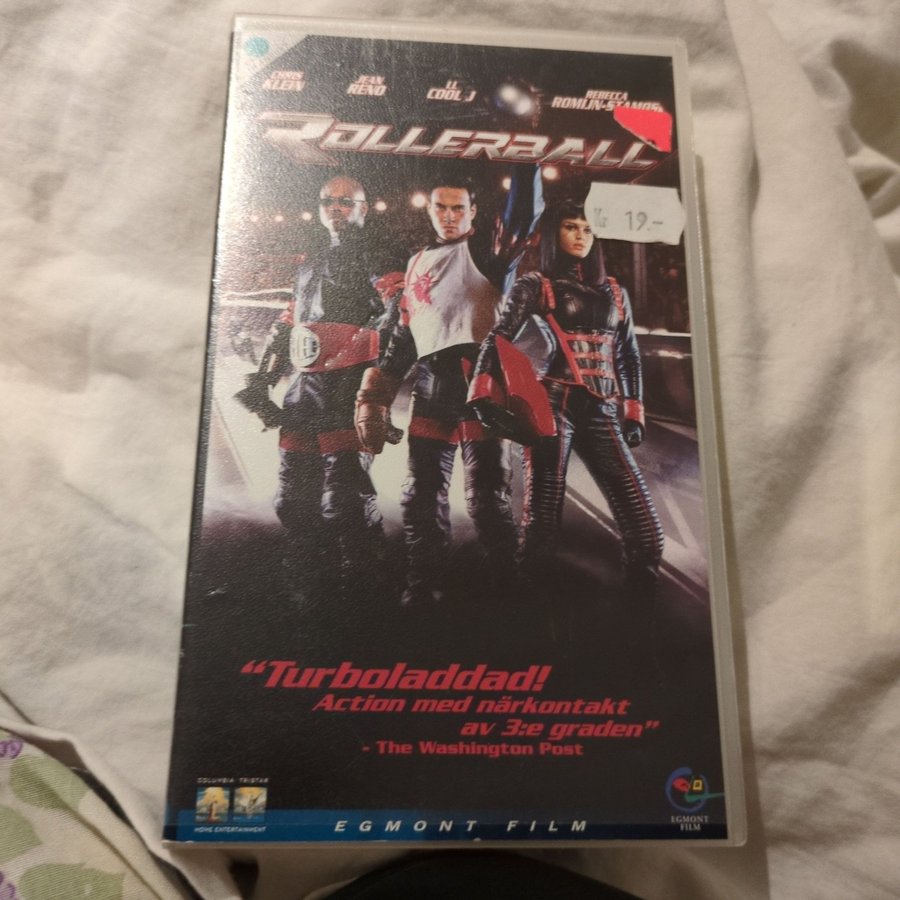 CHRIS KLEIN
JEAN RENO
LL COOL J
REBECCA ROMIJN-STAMOS
ROLLERBALL
Kr 19.-
"Turboladdad!
Action med närkontakt
av 3:e graden"
- The Washington Post
COLUMBIA TRISTAR
HOME ENTERTAINMENT
EGMONT FILM
EGMONT
FILM